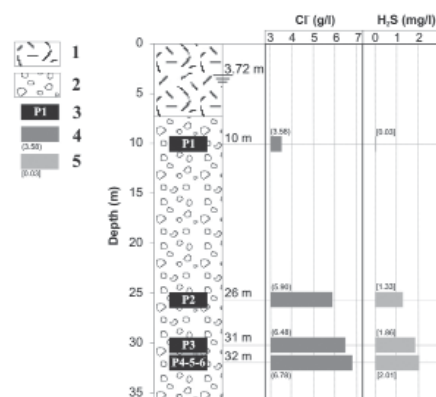 Cl⁻ (g/l) H₂S (mg/l)
3 4 5 6 7 0 1 2
0
3.72 m
5
10
P1
10 m
(3.56)
[0.03]
15
20
25
P2
26 m
(5.90)
[1.33]
30
P3
31 m
(6.48)
[1.86]
P4-5-6
32 m
(6.78)
[2.01]
35
Depth (m)
1
2
P1 3
4
(3.56)
5
[0.03]